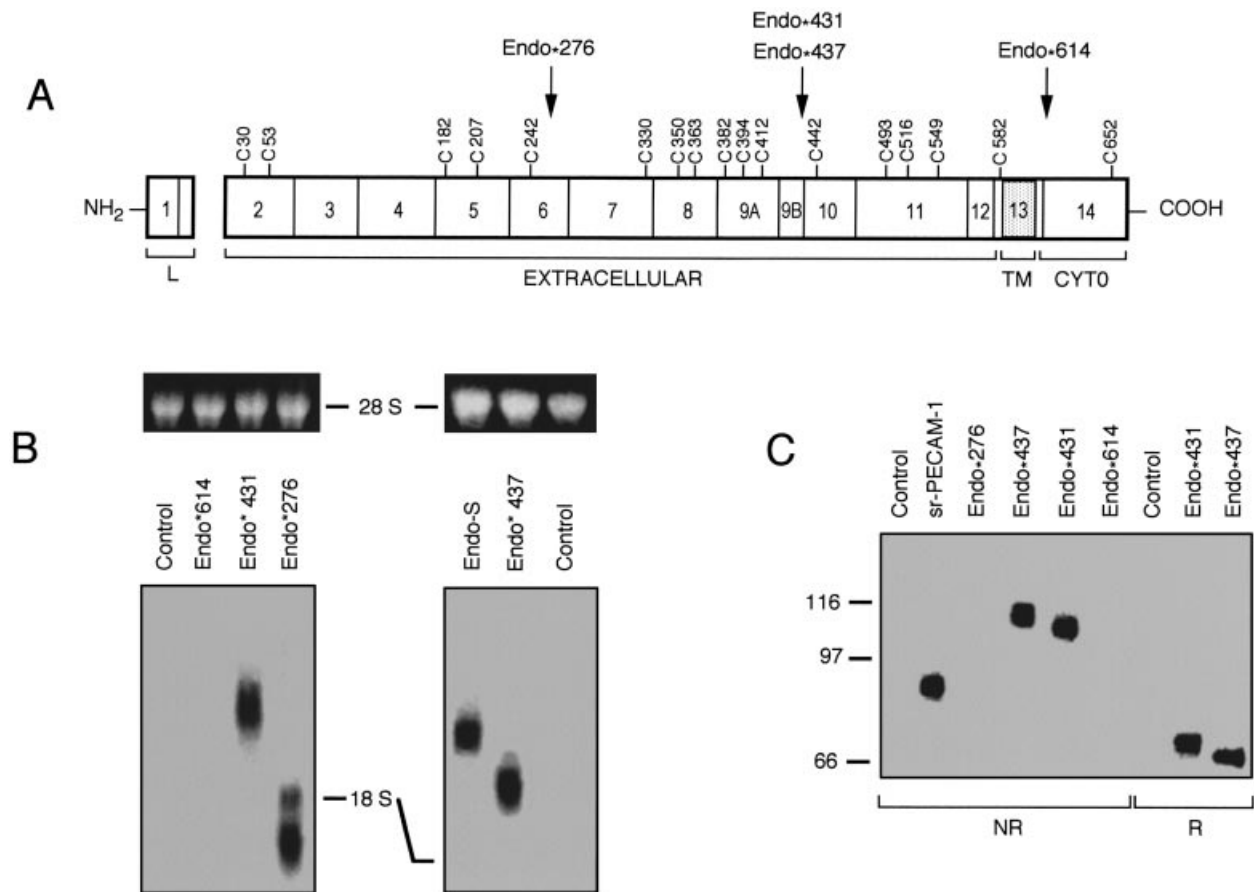 A
Endo*276
Endo*431
Endo*437
Endo*614
C30
C53
C182
C207
C242
C330
C350
C363
C382
C394
C412
C442
C493
C516
C549
C582
C652
NH2
1
2
3
4
5
6
7
8
9A
9B
10
11
12
13
14
COOH
L
EXTRACELLULAR
TM
CYTO
28 S
B
Control
Endo*614
Endo*431
Endo*276
Endo-S
Endo*437
Control
18 S
C
Control
sr-PECAM-1
Endo*276
Endo*437
Endo*431
Endo*614
Control
Endo*431
Endo*437
116
97
66
NR
R